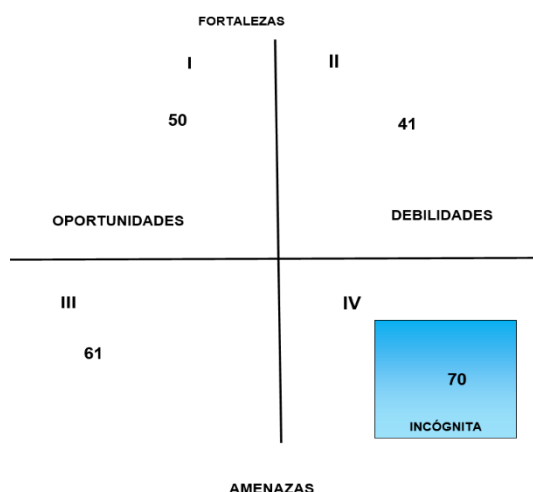 FORTALEZAS
I
II
50
41
OPORTUNIDADES
DEBILIDADES
III
IV
61
70
INCÓGNITA
AMENAZAS